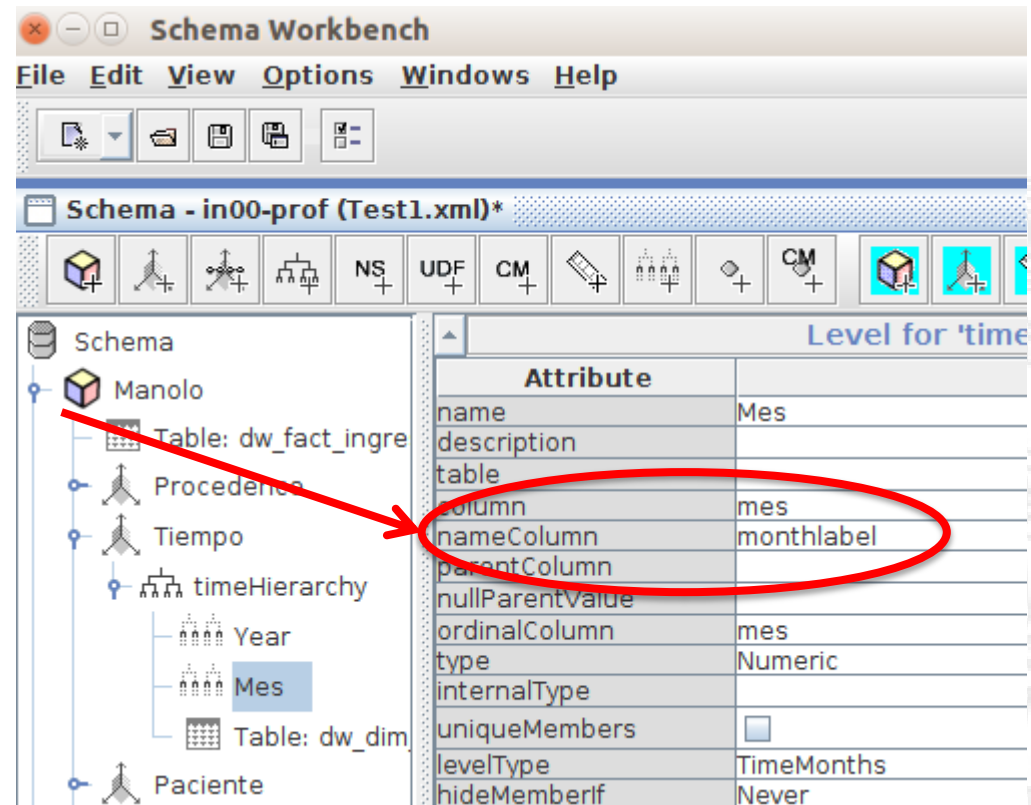 Schema Workbench
File Edit View Options Windows Help
Schema - in00-prof (Test1.xml)*
NS UDF CM CM
Schema
Manolo
Table: dw_fact_ingre
Procedence
Tiempo
timeHierarchy
Year
Mes
Table: dw_dim_
Paciente
Level for 'time
Attribute
name Mes
description
table
column mes
nameColumn monthlabel
parentColumn
nullParentValue
ordinalColumn mes
type Numeric
internalType
uniqueMembers
levelType TimeMonths
hideMemberIf Never